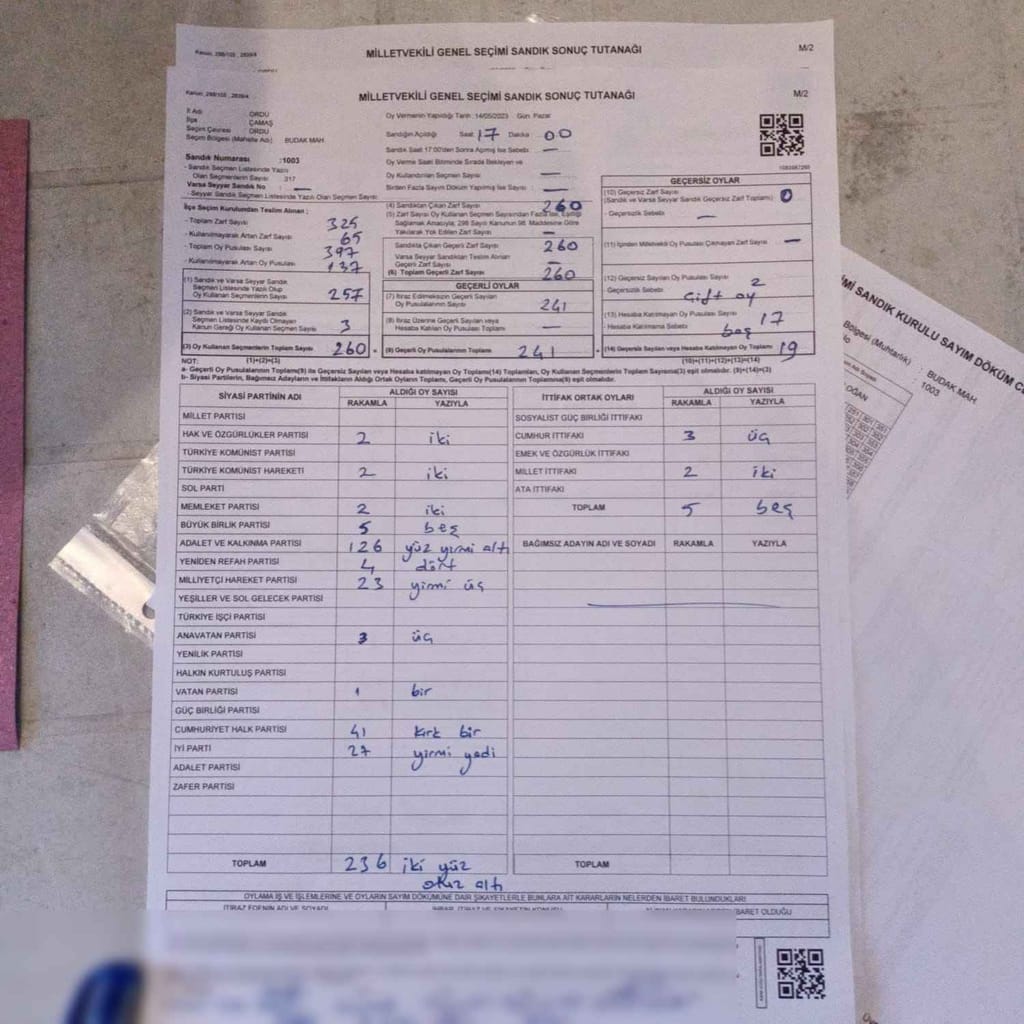 Kanun: 298/105 , 2839/4
MİLLETVEKİLİ GENEL SEÇİMİ SANDIK SONUÇ TUTANAĞI
M/2
Kanun: 298/105 , 2839/4
MİLLETVEKİLİ GENEL SEÇİMİ SANDIK SONUÇ TUTANAĞI
M/2
İl Adı : ORDU
İlçe : ÇAMAŞ
Seçim Çevresi : ORDU
Seçim Bölgesi (Mahalle Adı) : BUDAK MAH
Sandık Numarası :1003
- Sandık Seçmen Listesinde Yazılı
Olan Seçmenlerin Sayısı : 317
Varsa Seyyar Sandık No : —
- Seyyar Sandık Seçmen Listesinde Yazılı Olan Seçmen Sayısı :
İlçe Seçim Kurulundan Teslim Alınan :
- Toplam Zarf Sayısı 325
- Kullanılmayarak Artan Zarf Sayısı 65
- Toplam Oy Pusulası Sayısı 397
- Kullanılmayarak Artan Oy Pusulası 137
(1) Sandık ve Varsa Seyyar Sandık
Seçmen Listesinde Yazılı Olup
Oy Kullanan Seçmenlerin Sayısı 257
(2) Sandık ve Varsa Seyyar Sandık
Seçmen Listesinde Kaydı Olmayan
Kanun Gereği Oy Kullanan Seçmen Sayısı 3
(3) Oy Kullanan Seçmenlerin Toplam Sayısı 260
Oy Vermenin Yapıldığı Tarih : 14/05/2023 Gün: Pazar
Sandığın Açıldığı Saat : 17 Dakika : 00
Sandık Saat 17:00'den Sonra Açılmış İse Sebebi : —
Oy Verme Saati Bitiminde Sırada Bekleyen ve
Oy Kullandırılan Seçmen Sayısı : —
Birden Fazla Sayım Döküm Yapılmış İse Sayısı : —
(4) Sandıktan Çıkan Zarf Sayısı 260
(5) Zarf Sayısı Oy Kullanan Seçmen Sayısından Fazla İse, Eşitliği
Sağlamak Amacıyla, 298 Sayılı Kanunun 98. Maddesine Göre
Yakılarak Yok Edilen Zarf Sayısı —
Sandıkta Çıkan Geçerli Zarf Sayısı 260
Varsa Seyyar Sandıktan Teslim Alınan
Geçerli Zarf Sayısı —
(6) Toplam Geçerli Zarf Sayısı 260
GEÇERLİ OYLAR
(7) İtiraz Edilmeksizin Geçerli Sayılan
Oy Pusulalarının Sayısı 241
(8) İtiraz Üzerine Geçerli Sayılan veya
Hesaba Katılan Oy Pusulası Toplamı —
(9) Geçerli Oy Pusulalarının Toplamı 241
1083687260
GEÇERSİZ OYLAR
(10) Geçersiz Zarf Sayısı
(Sandık ve Varsa Seyyar Sandık Geçersiz Zarf Toplamı) 0
- Geçersizlik Sebebi : —
(11) İçinden Milletvekili Oy Pusulası Çıkmayan Zarf Sayısı —
(12) Geçersiz Sayılan Oy Pusulası Sayısı 2
- Geçersizlik Sebebi : Çift oy
(13) Hesaba Katılmayan Oy Pusulası Sayısı 17
- Hesaba Katılmama Sebebi : boş
(14) Geçersiz Sayılan veya Hesaba Katılmayan Oy Toplamı 19
NOT: (1)+(2)=(3) (10)+(11)+(12)+(13)=(14)
a- Geçerli Oy Pusulalarının Toplamı(9) ila Geçersiz Sayılan veya Hesaba katılmayan Oy Toplamı(14) Toplamları, Oy Kullanan Seçmenlerin Toplam Sayısına(3) eşit olmalıdır. (9)+(14)=(3)
b- Siyasi Partilerin, Bağımsız Adayların ve İttifakların Aldığı Ortak Oyların Toplamı, Geçerli Oy Pusulalarının Toplamına(9) eşit olmalıdır.
SİYASİ PARTİNİN ADI ALDIĞI OY SAYISI
RAKAMLA YAZIYLA
MİLLET PARTİSI
HAK VE ÖZGÜRLÜKLER PARTİSI 2 iki
TÜRKİYE KOMÜNİST PARTİSI
TÜRKİYE KOMÜNİST HAREKETI 2 iki
SOL PARTİ
MEMLEKET PARTİSI 2 iki
BÜYÜK BİRLİK PARTİSI 5 beş
ADALET VE KALKINMA PARTİSI 126 yüz yirmi altı
YENİDEN REFAH PARTİSI 4 dört
MİLLİYETÇİ HAREKET PARTİSI 23 yirmi üç
YEŞİLLER VE SOL GELECEK PARTİSI
TÜRKİYE İŞÇİ PARTİSI
ANAVATAN PARTİSI 3 üç
YENİLİK PARTİSI
HALKIN KURTULUŞ PARTİSI
VATAN PARTİSI 1 bir
GÜÇ BİRLİĞİ PARTİSI
CUMHURİYET HALK PARTİSI 41 kırk bir
İYİ PARTİ 27 yirmi yedi
ADALET PARTİSI
ZAFER PARTİSI
TOPLAM 236 iki yüz
otuz altı
İTTİFAK ORTAK OYLARI ALDIĞI OY SAYISI
RAKAMLA YAZIYLA
SOSYALIST GÜÇ BİRLİĞİ İTTİFAKI
CUMHUR İTTİFAKI 3 üç
EMEK VE ÖZGÜRLÜK İTTİFAKI
MİLLET İTTİFAKI 2 iki
ATA İTTİFAKI
TOPLAM 5 beş
BAĞIMSIZ ADAYIN ADI VE SOYADI RAKAMLA YAZIYLA
TOPLAM
OYLAMA İŞ VE İŞLEMLERİNE VE OYLARIN SAYIM DÖKÜMÜNE DAİR ŞİKAYETLERLE BUNLARA AİT KARARLARIN NELERDEN İBARET BULUNDUKLARI
İTİRAZ EDENİN ADI VE SOYADI
İBARET OLDUĞU
SANDIK KURULU SAYIM DÖKÜM
Bölgesi (Muhtarlık) : BUDAK MAH
No : 1003